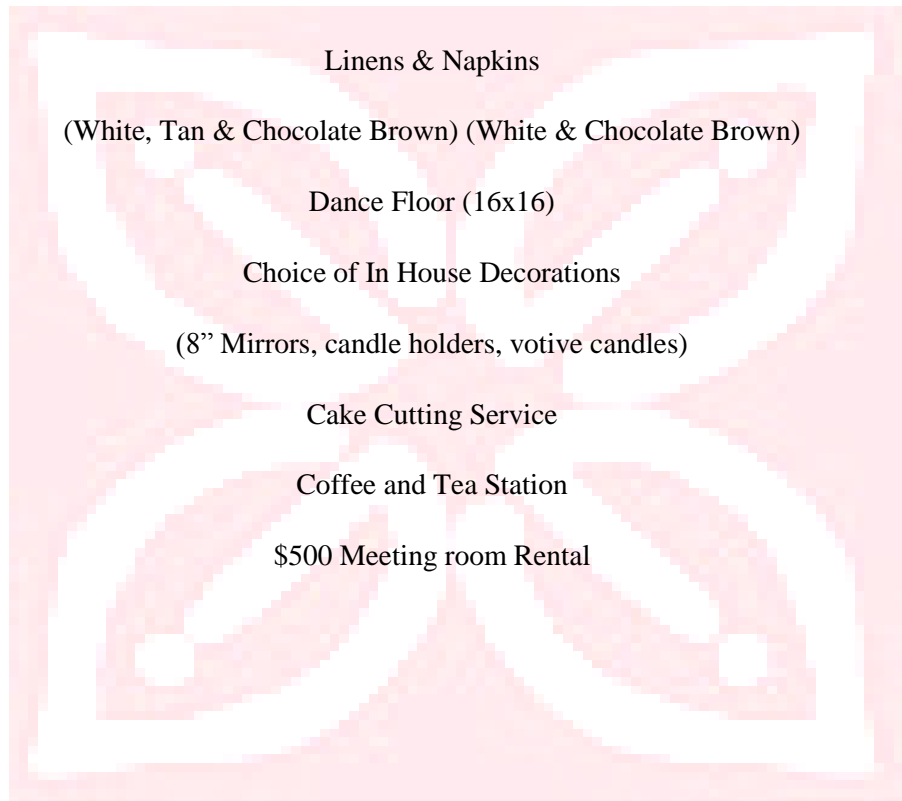 Linens & Napkins
(White, Tan & Chocolate Brown) (White & Chocolate Brown)
Dance Floor (16x16)
Choice of In House Decorations
(8” Mirrors, candle holders, votive candles)
Cake Cutting Service
Coffee and Tea Station
$500 Meeting room Rental